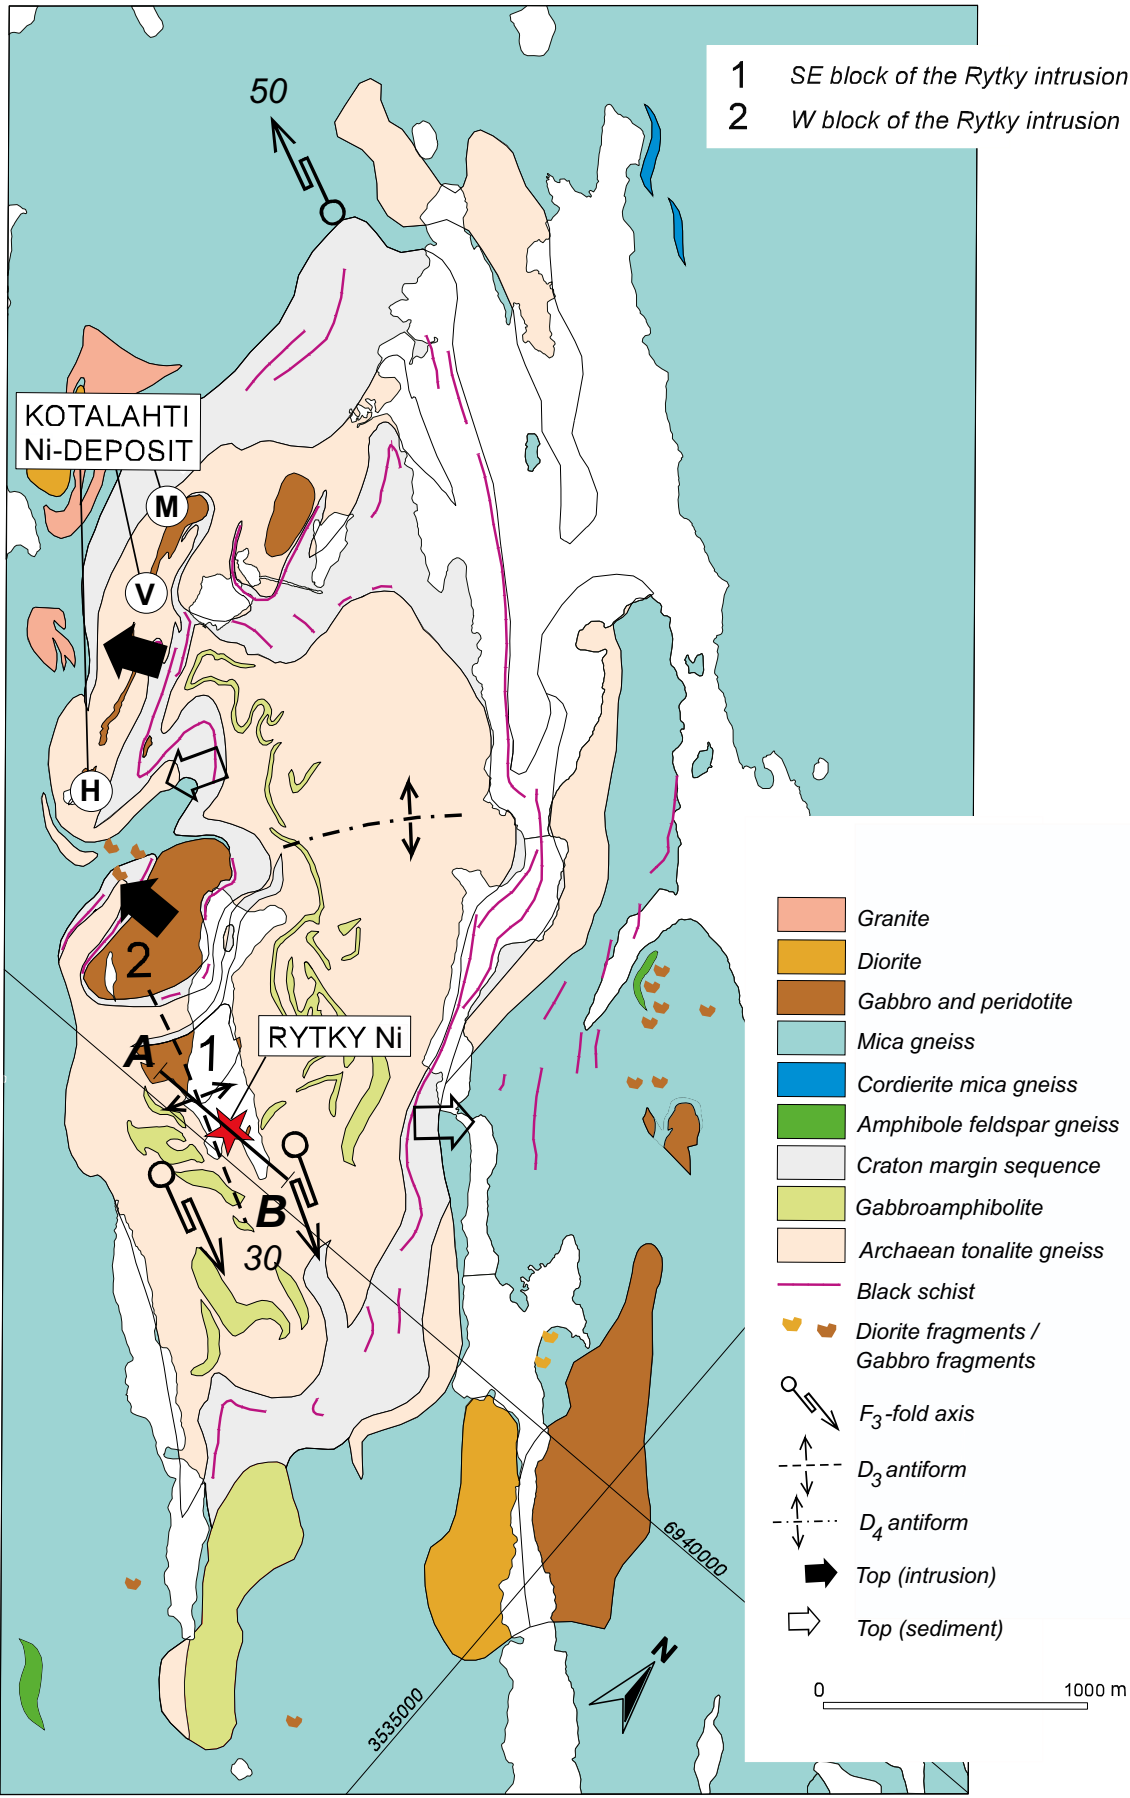 1 SE block of the Rytky intrusion
2 W block of the Rytky intrusion
50
KOTALAHTI
Ni-DEPOSIT
M
V
H
2
A
1
RYTKY Ni
B
30
Granite
Diorite
Gabbro and peridotite
Mica gneiss
Cordierite mica gneiss
Amphibole feldspar gneiss
Craton margin sequence
Gabbroamphibolite
Archaean tonalite gneiss
Black schist
Diorite fragments /
Gabbro fragments
F3-fold axis
D3 antiform
D4 antiform
Top (intrusion)
Top (sediment)
6940000
3535000
N
0 1000 m